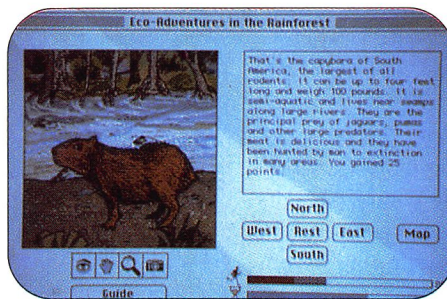 Eco-Adventures in the Rainforest
That's the capybara of South
America, the largest of all
rodents. It can be up to four feet
long and weigh 100 pounds. It is
semi-aquatic and lives near swamps
along large rivers. They are the
principal prey of jaguars, pumas
and other large predators. Their
meat is delicious and they have
been hunted by man to extinction
in many areas. You gained 25
points.
North
West Rest East Map
South
Guide